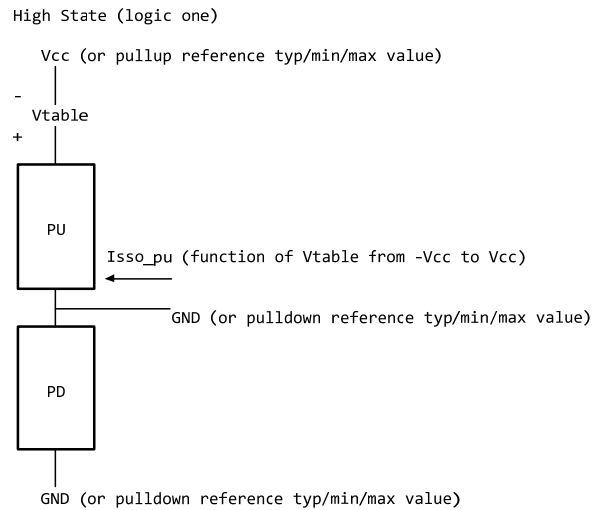 High State (logic one)
Vcc (or pullup reference typ/min/max value)
-
Vtable
+
PU
Isso_pu (function of Vtable from -Vcc to Vcc)
GND (or pulldown reference typ/min/max value)
PD
GND (or pulldown reference typ/min/max value)